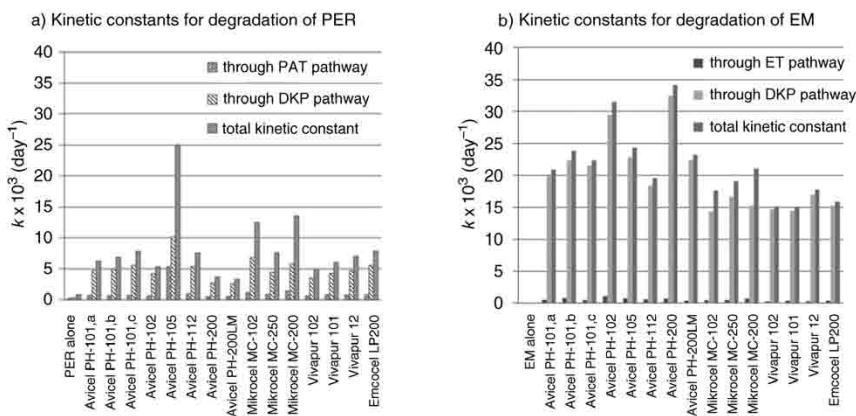 a) Kinetic constants for degradation of PER
40
35
30
25
20
15
10
5
0
k x 10³ (day⁻¹)
through PAT pathway
through DKP pathway
total kinetic constant
PER alone
Avicel PH-101,a
Avicel PH-101,b
Avicel PH-101,c
Avicel PH-102
Avicel PH-105
Avicel PH-112
Avicel PH-200
Avicel PH-200LM
Mikrocel MC-102
Mikrocel MC-250
Mikrocel MC-200
Vivapur 102
Vivapur 101
Vivapur 12
Emcocel LP200
b) Kinetic constants for degradation of EM
40
35
30
25
20
15
10
5
0
k x 10³ (day⁻¹)
through ET pathway
through DKP pathway
total kinetic constant
EM alone
Avicel PH-101,a
Avicel PH-101,b
Avicel PH-101,c
Avicel PH-102
Avicel PH-105
Avicel PH-112
Avicel PH-200
Avicel PH-200LM
Mikrocel MC-102
Mikrocel MC-250
Mikrocel MC-200
Vivapur 102
Vivapur 101
Vivapur 12
Emcocel LP200